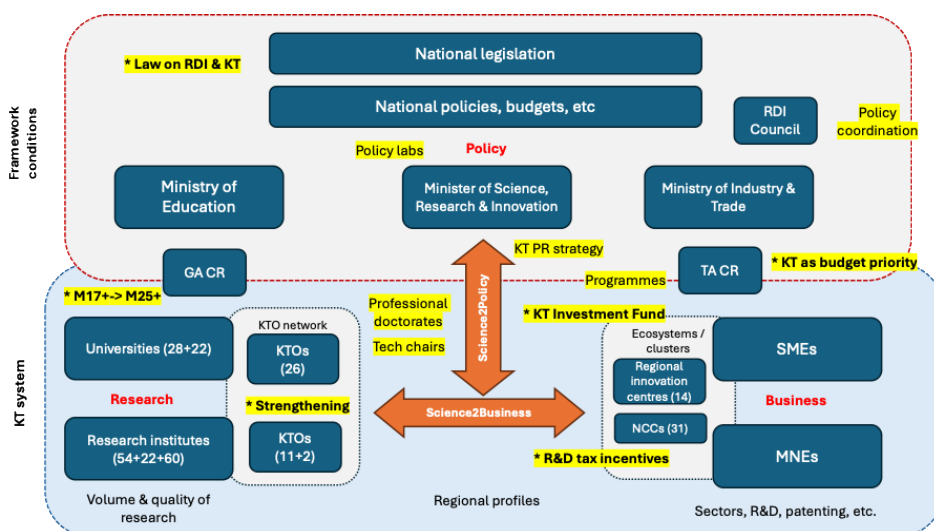 National legislation
* Law on RDI & KT
National policies, budgets, etc
RDI
Council
Policy
coordination
Framework
conditions
Policy labs
Policy
Ministry of
Education
Minister of Science,
Research & Innovation
Ministry of Industry &
Trade
KT PR strategy
GA CR
TA CR
* KT as budget priority
Programmes
* M17+-> M25+
Professional
doctorates
Tech chairs
Science2Policy
* KT Investment Fund
KT system
Universities (28+22)
KTO network
KTOs
(26)
Ecosystems /
clusters
Regional
innovation
centres (14)
SMEs
Research
* Strengthening
Science2Business
Business
NCCs (31)
Research institutes
(54+22+60)
KTOs
(11+2)
* R&D tax incentives
MNEs
Volume & quality of
research
Regional profiles
Sectors, R&D, patenting, etc.